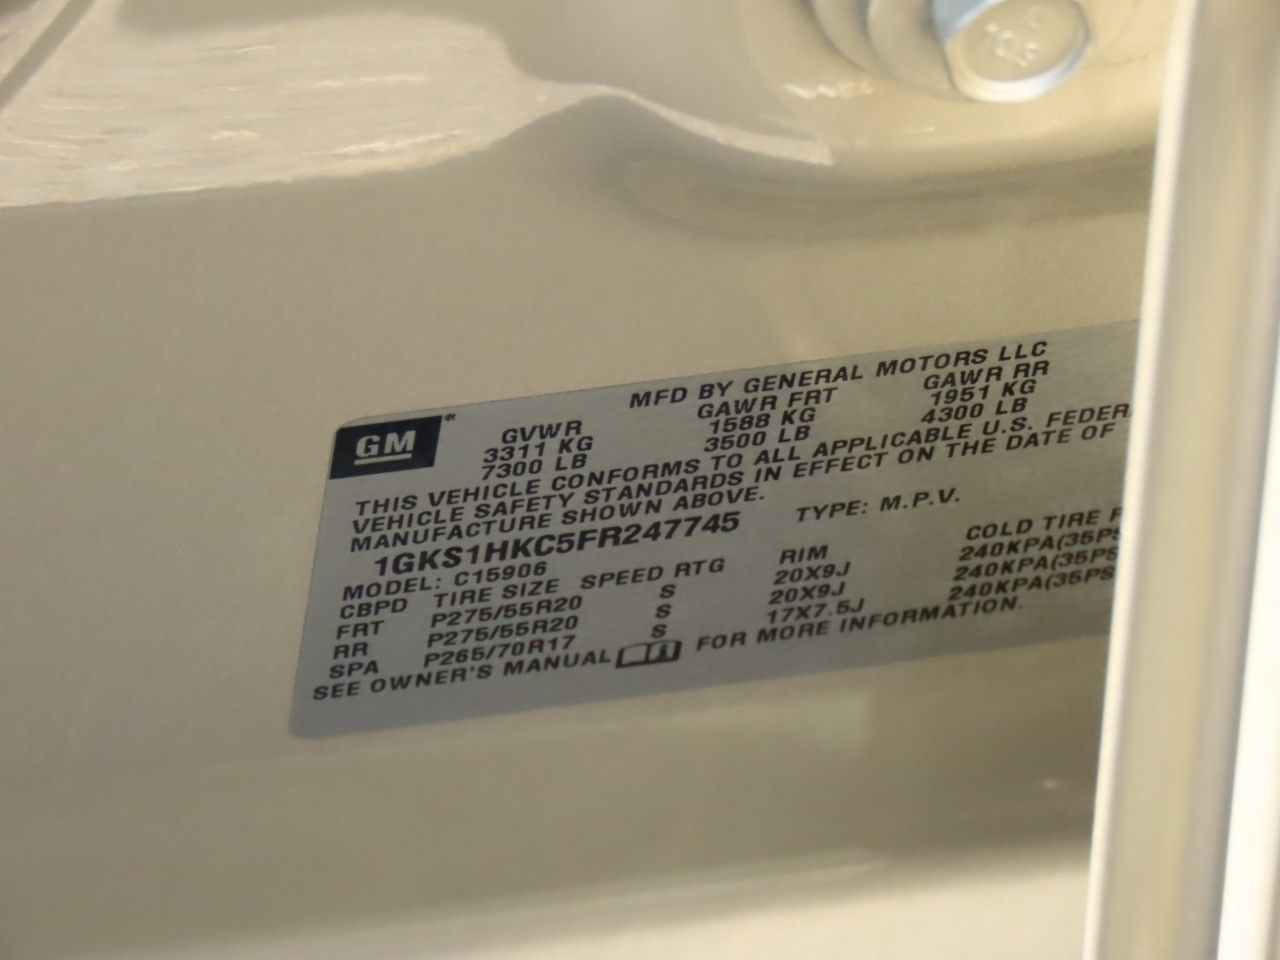 MFD BY GENERAL MOTORS LLC
GM GVWR GAWR FRT GAWR RR
3311 KG 1588 KG 1951 KG
7300 LB 3500 LB 4300 LB
THIS VEHICLE CONFORMS TO ALL APPLICABLE U.S. FEDER
VEHICLE SAFETY STANDARDS IN EFFECT ON THE DATE OF
MANUFACTURE SHOWN ABOVE.
1GKS1HKC5FR247745 TYPE: M.P.V.
MODEL: C15906
CBPD TIRE SIZE SPEED RTG RIM COLD TIRE P
FRT P275/55R20 S 20X9J 240KPA(35PS
RR P275/55R20 S 20X9J 240KPA(35PS
SPA P265/70R17 S 17X7.5J 240KPA(35PS
SEE OWNER'S MANUAL FOR MORE INFORMATION.